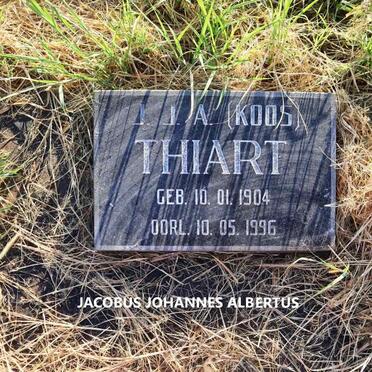 J. J. A. (KOOS)
THIART
GEB. 10. 01. 1904
OORL. 10. 05. 1996
JACOBUS JOHANNES ALBERTUS